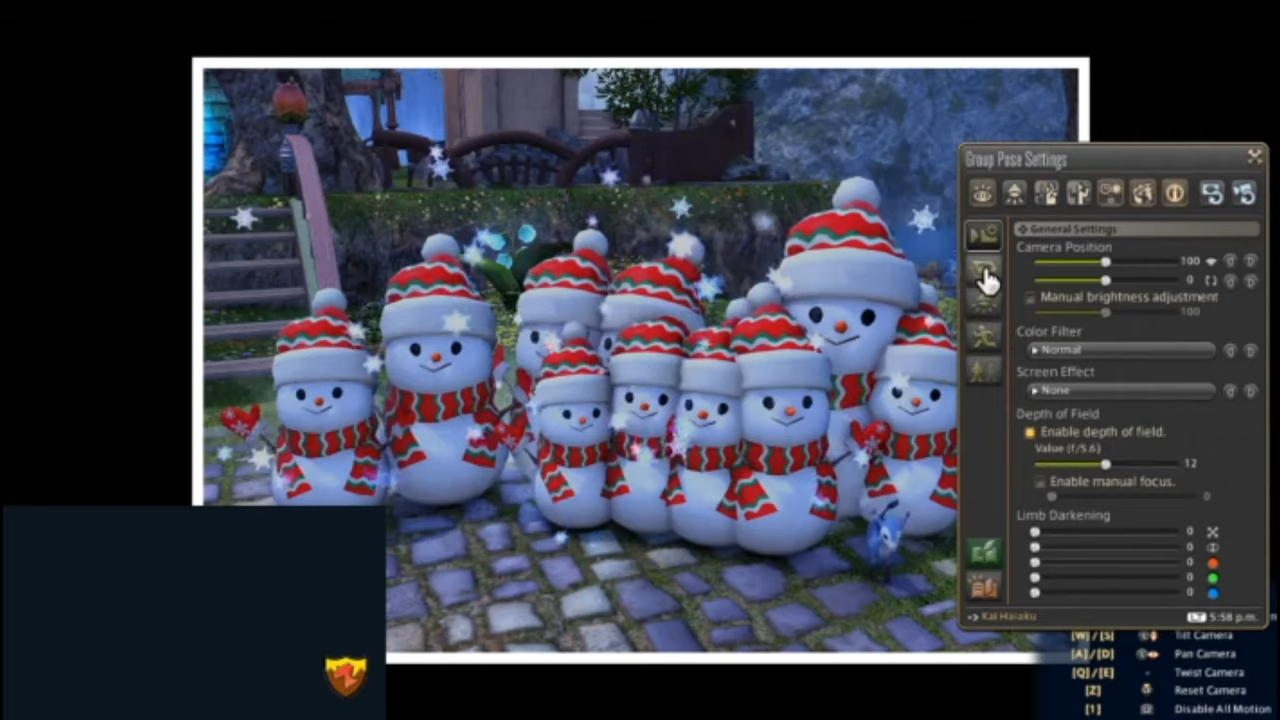 Group Pose Settings
General Settings
Camera Position
100
0
Manual brightness adjustment
100
Color Filter
Normal
Screen Effect
None
Depth of Field
Enable depth of field.
Value (f/5.6)
12
Enable manual focus.
0
Limb Darkening
0
0
0
0
0
LT 5:58 p.m.
[W]/[S] Tilt Camera
[A]/[D] Pan Camera
[Q]/[E] - Twist Camera
[Z] Reset Camera
[1] Disable All Motion